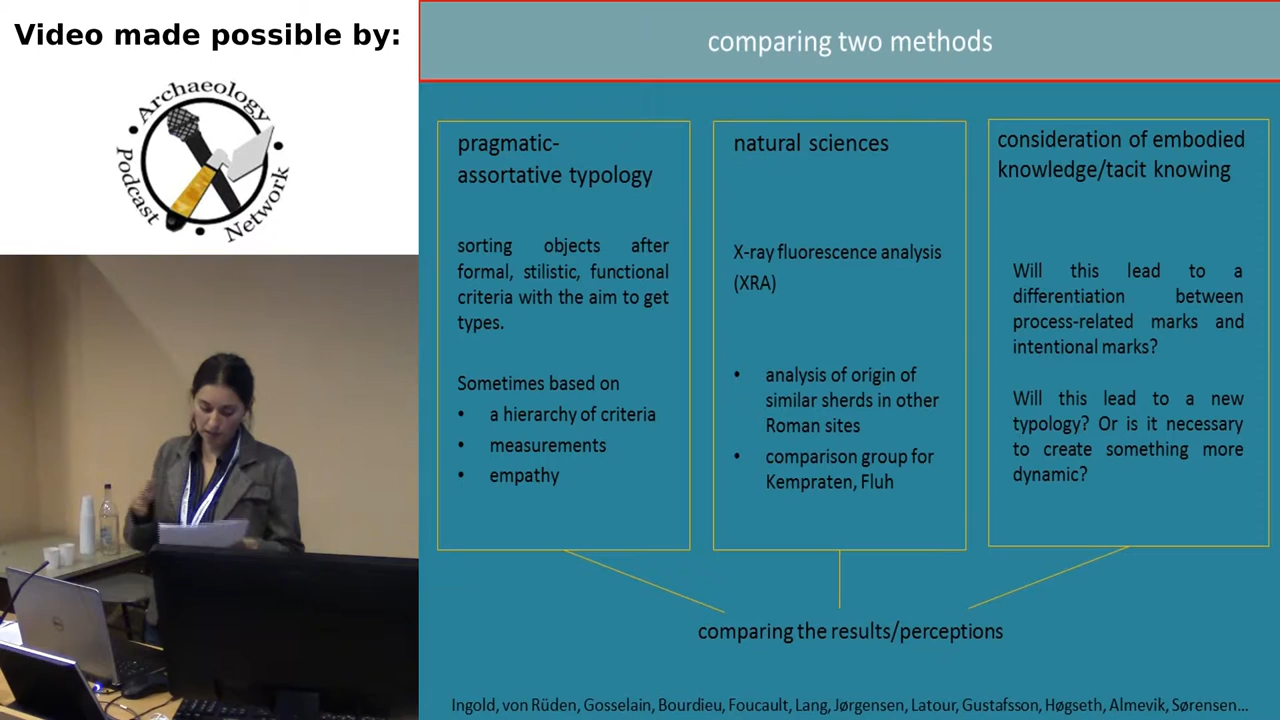 Video made possible by:
Archaeology
Podcast
Network
comparing two methods
pragmatic-
assortative typology
sorting objects after
formal, stilistic, functional
criteria with the aim to get
types.
Sometimes based on
• a hierarchy of criteria
• measurements
• empathy
natural sciences
X-ray fluorescence analysis
(XRA)
• analysis of origin of
similar sherds in other
Roman sites
• comparison group for
Kempraten, Fluh
consideration of embodied
knowledge/tacit knowing
Will this lead to a
differentiation between
process-related marks and
intentional marks?
Will this lead to a new
typology? Or is it necessary
to create something more
dynamic?
comparing the results/perceptions
Ingold, von Rüden, Gosselain, Bourdieu, Foucault, Lang, Jørgensen, Latour, Gustafsson, Høgseth, Almevik, Sørensen...